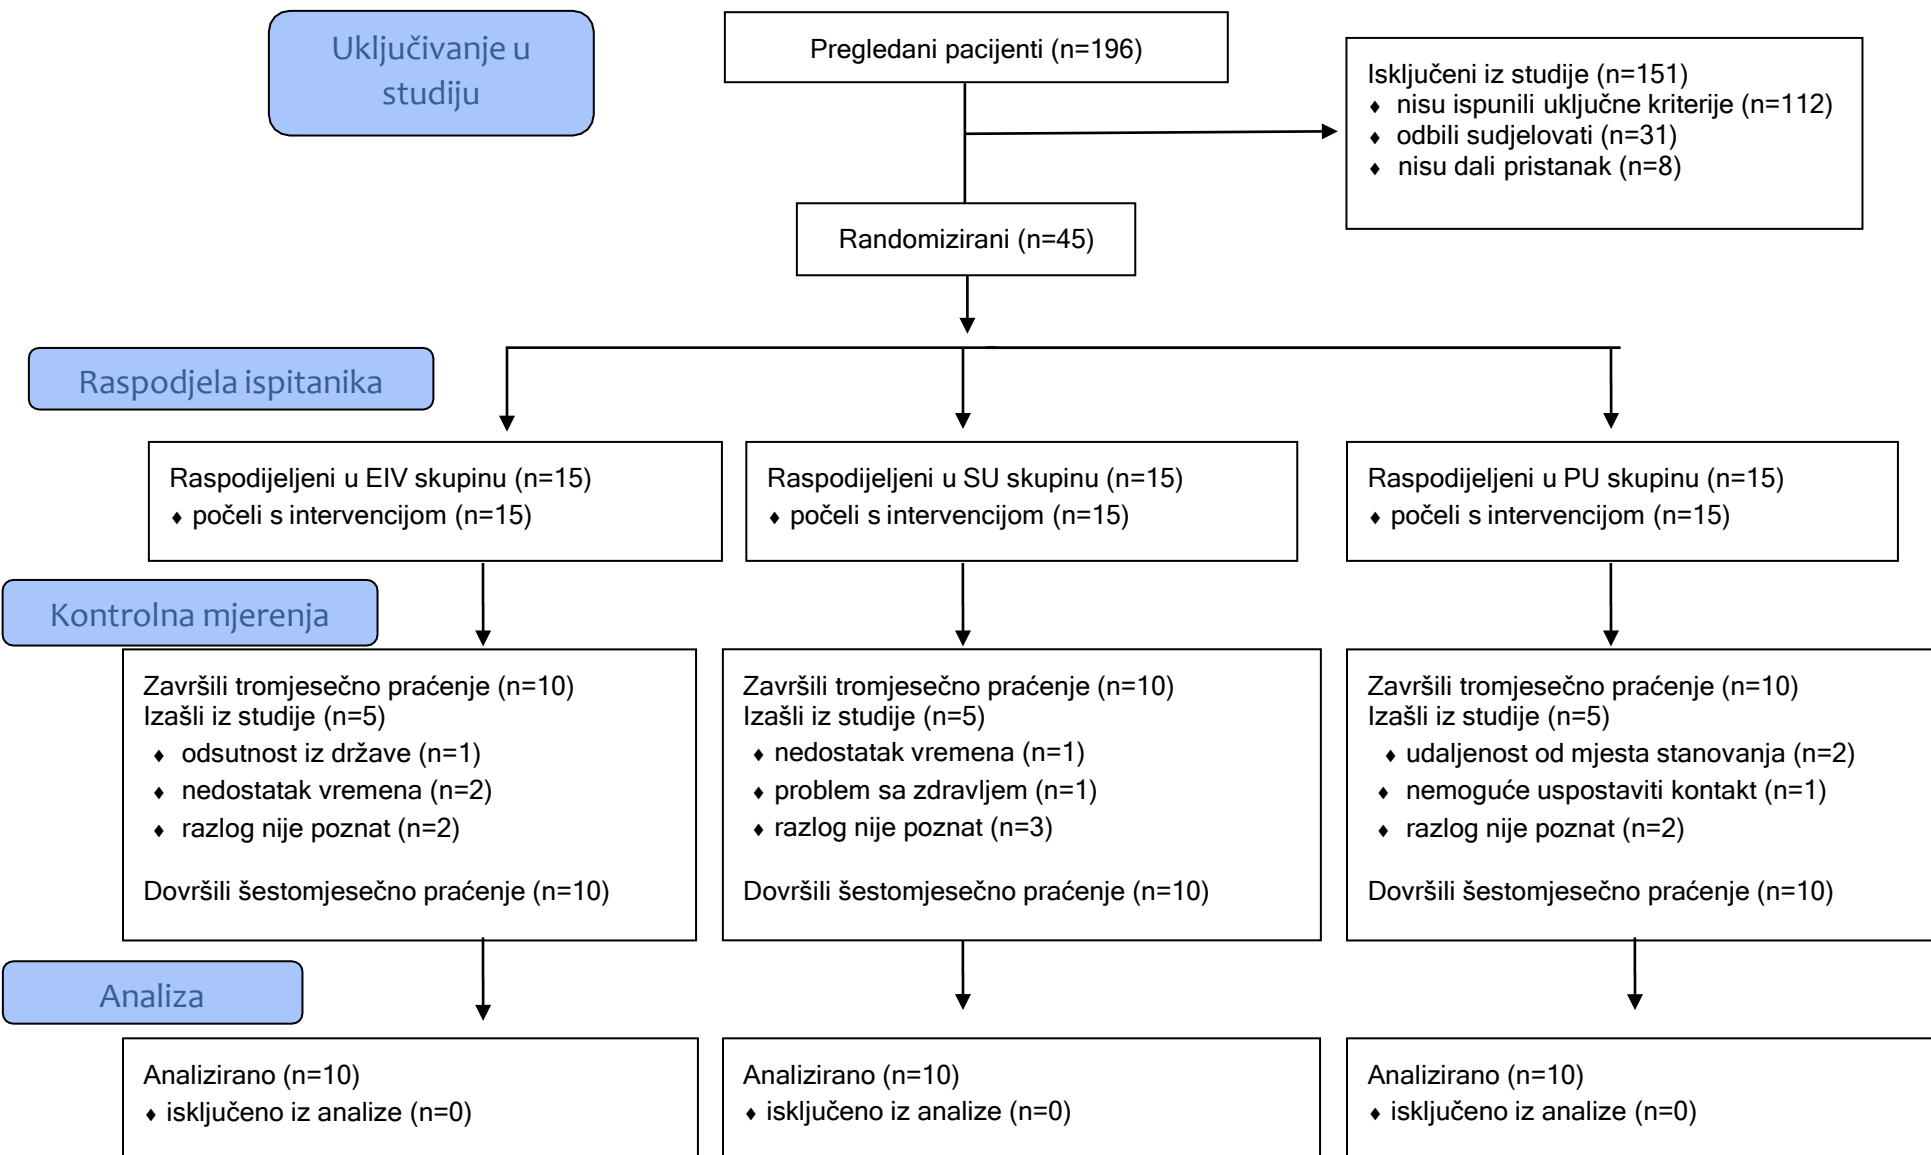 Uključivanje u
studiju
Pregledani pacijenti (n=196)
Isključeni iz studije (n=151)
♦ nisu ispunili uključne kriterije (n=112)
♦ odbili sudjelovati (n=31)
♦ nisu dali pristanak (n=8)
Randomizirani (n=45)
Raspodjela ispitanika
Raspodijeljeni u EIV skupinu (n=15)
♦ počeli s intervencijom (n=15)
Raspodijeljeni u SU skupinu (n=15)
♦ počeli s intervencijom (n=15)
Raspodijeljeni u PU skupinu (n=15)
♦ počeli s intervencijom (n=15)
Kontrolna mjerenja
Završili tromjesečno praćenje (n=10)
Izašli iz studije (n=5)
♦ odsutnost iz države (n=1)
♦ nedostatak vremena (n=2)
♦ razlog nije poznat (n=2)
Dovršili šestomjesečno praćenje (n=10)
Završili tromjesečno praćenje (n=10)
Izašli iz studije (n=5)
♦ nedostatak vremena (n=1)
♦ problem sa zdravljem (n=1)
♦ razlog nije poznat (n=3)
Dovršili šestomjesečno praćenje (n=10)
Završili tromjesečno praćenje (n=10)
Izašli iz studije (n=5)
♦ udaljenost od mjesta stanovanja (n=2)
♦ nemoguće uspostaviti kontakt (n=1)
♦ razlog nije poznat (n=2)
Dovršili šestomjesečno praćenje (n=10)
Analiza
Analizirano (n=10)
♦ isključeno iz analize (n=0)
Analizirano (n=10)
♦ isključeno iz analize (n=0)
Analizirano (n=10)
♦ isključeno iz analize (n=0)